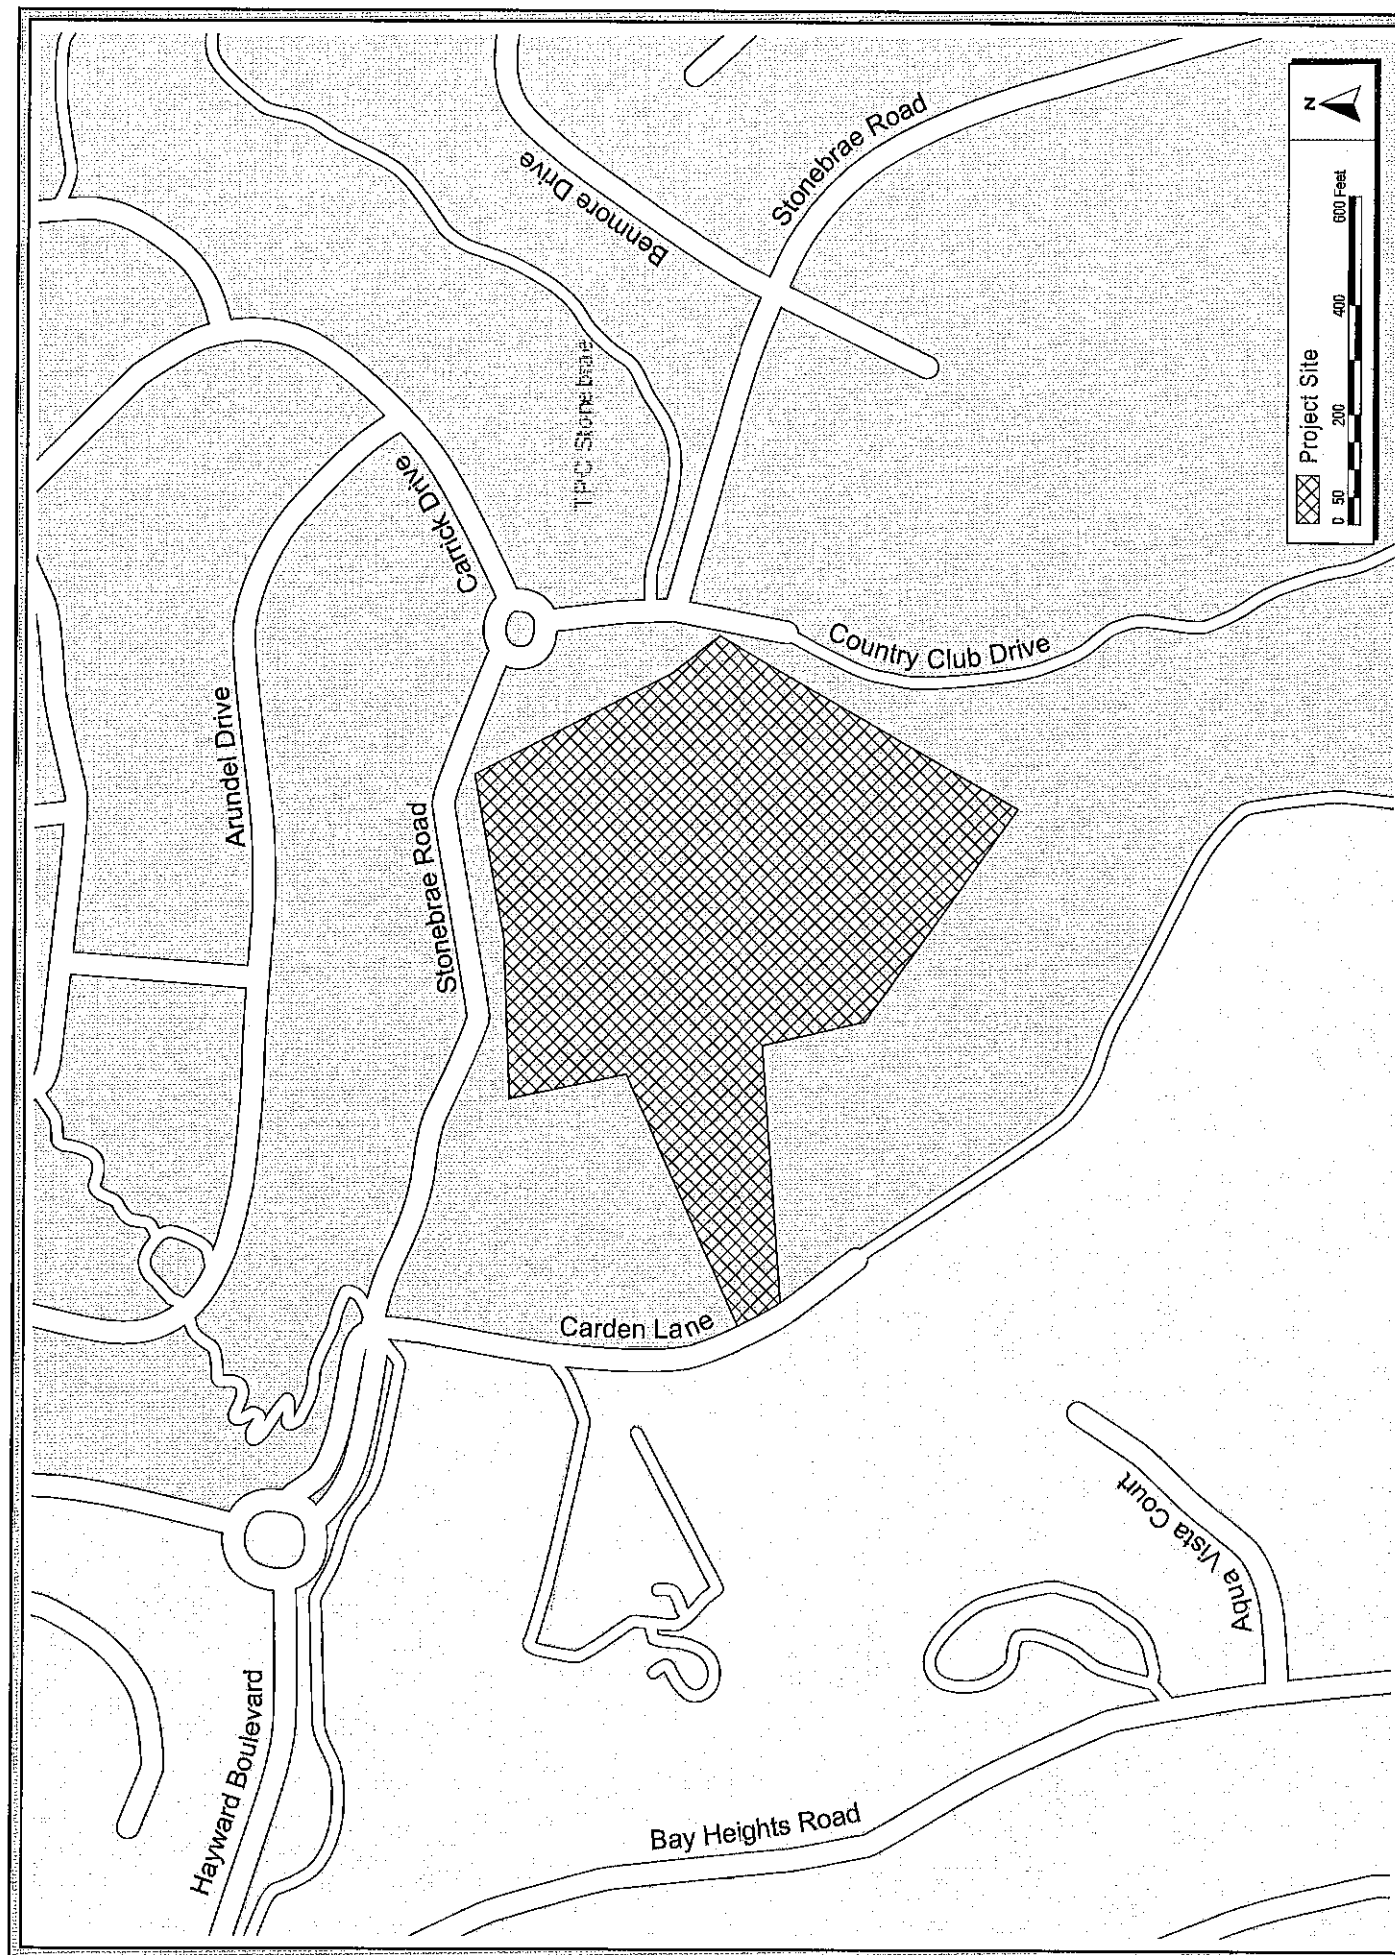 Hayward Boulevard
Arundel Drive
Carrick Drive
Stonebrae Road
Benmore Drive
TPC Stonebrae
Stonebrae Road
Country Club Drive
Carden Lane
Bay Heights Road
Aqua Vista Court
Project Site
0 50 200 400 600 Feet
N